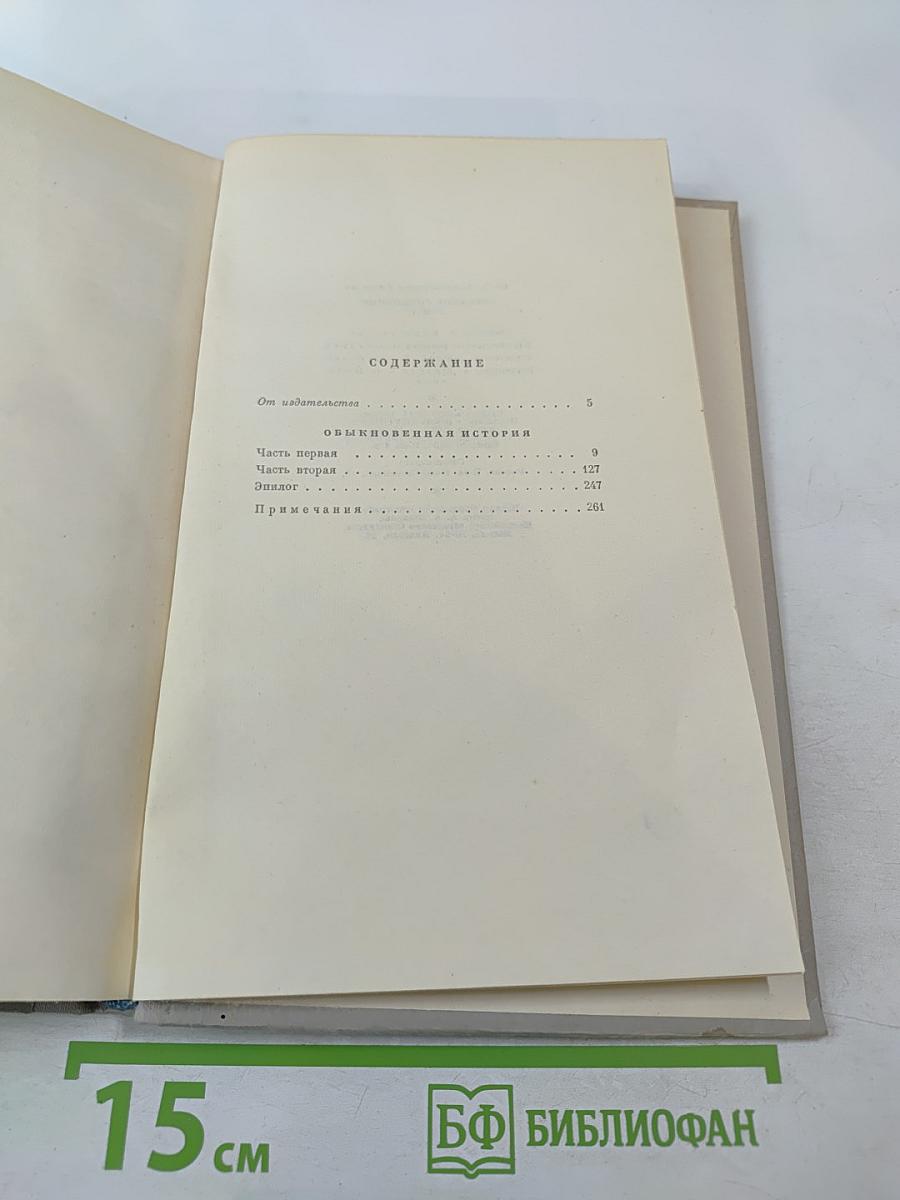 СОДЕРЖАНИЕ
От издательства . . . . . . . . . . . . . . . . . . 5
ОБЫКНОВЕННАЯ ИСТОРИЯ
Часть первая . . . . . . . . . . . . . . . . . . . 9
Часть вторая . . . . . . . . . . . . . . . . . . . . 127
Эпилог . . . . . . . . . . . . . . . . . . . . . . . 247
Примечания . . . . . . . . . . . . . . . . . . 261
15 см
БФ БИБЛИОФАН